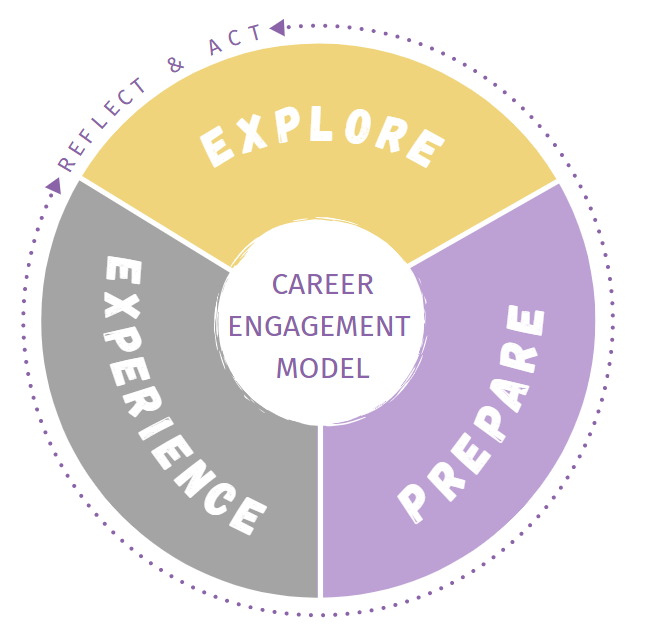 REFLECT & ACT
EXPLORE
EXPERIENCE
CAREER
ENGAGEMENT
MODEL
PREPARE